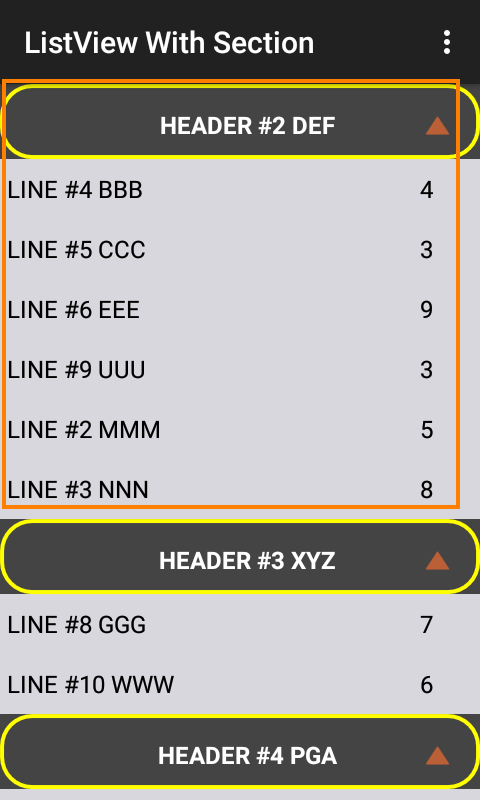 ListView With Section
HEADER #2 DEF
LINE #4 BBB 4
LINE #5 CCC 3
LINE #6 EEE 9
LINE #9 UUU 3
LINE #2 MMM 5
LINE #3 NNN 8
HEADER #3 XYZ
LINE #8 GGG 7
LINE #10 WWW 6
HEADER #4 PGA